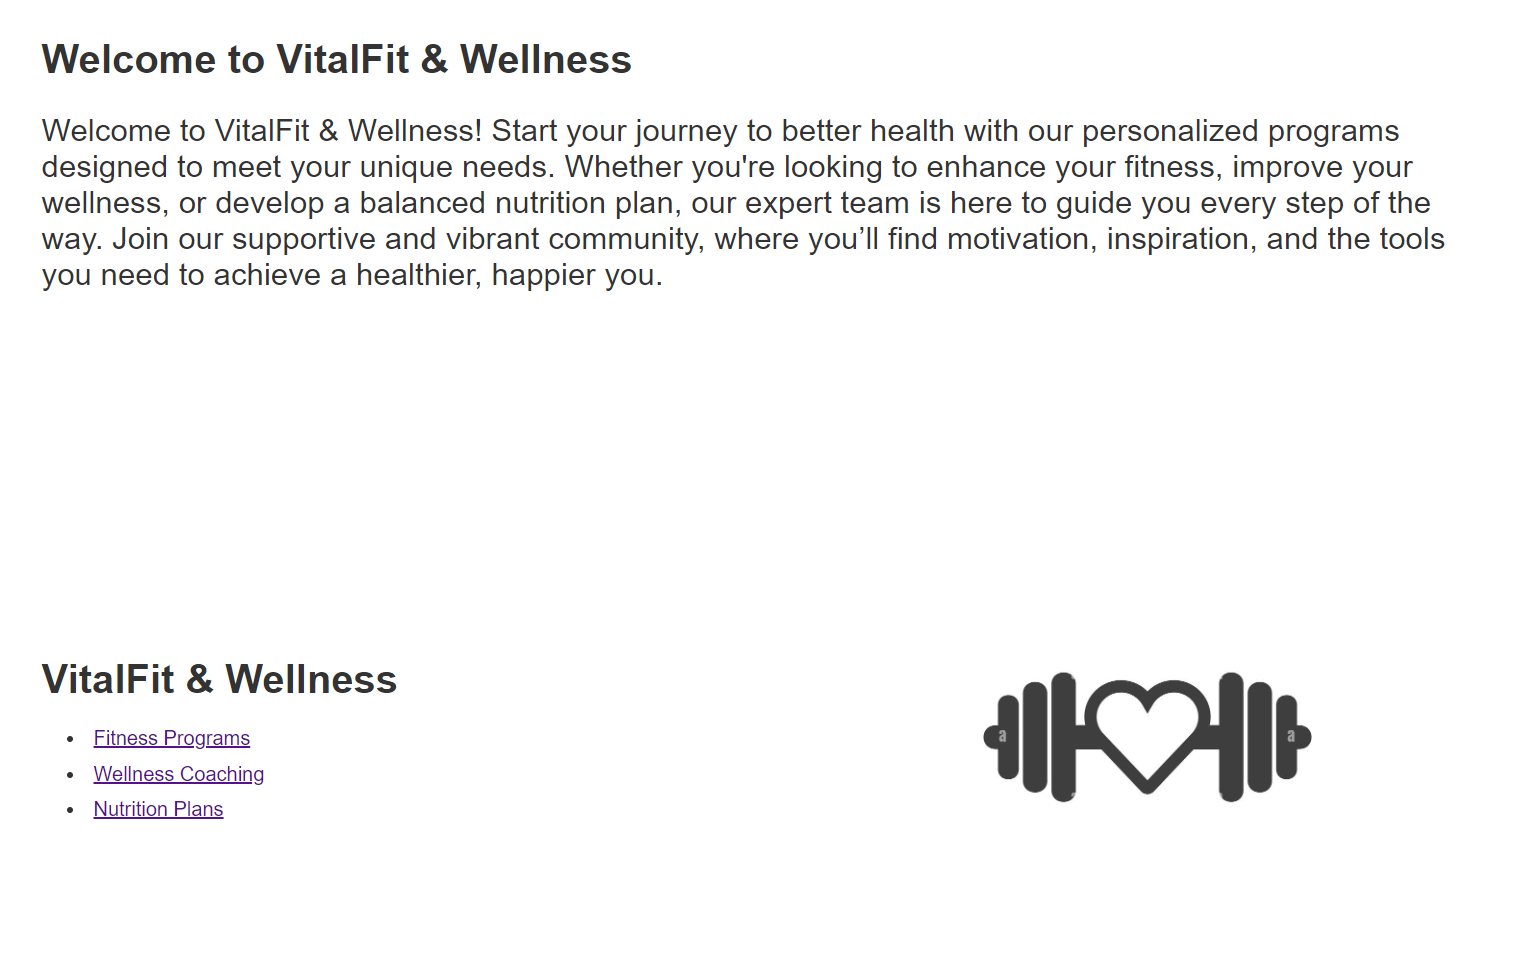 Welcome to VitalFit & Wellness
Welcome to VitalFit & Wellness! Start your journey to better health with our personalized programs
designed to meet your unique needs. Whether you're looking to enhance your fitness, improve your
wellness, or develop a balanced nutrition plan, our expert team is here to guide you every step of the
way. Join our supportive and vibrant community, where you’ll find motivation, inspiration, and the tools
you need to achieve a healthier, happier you.
VitalFit & Wellness
Fitness Programs
Wellness Coaching
Nutrition Plans
a
a